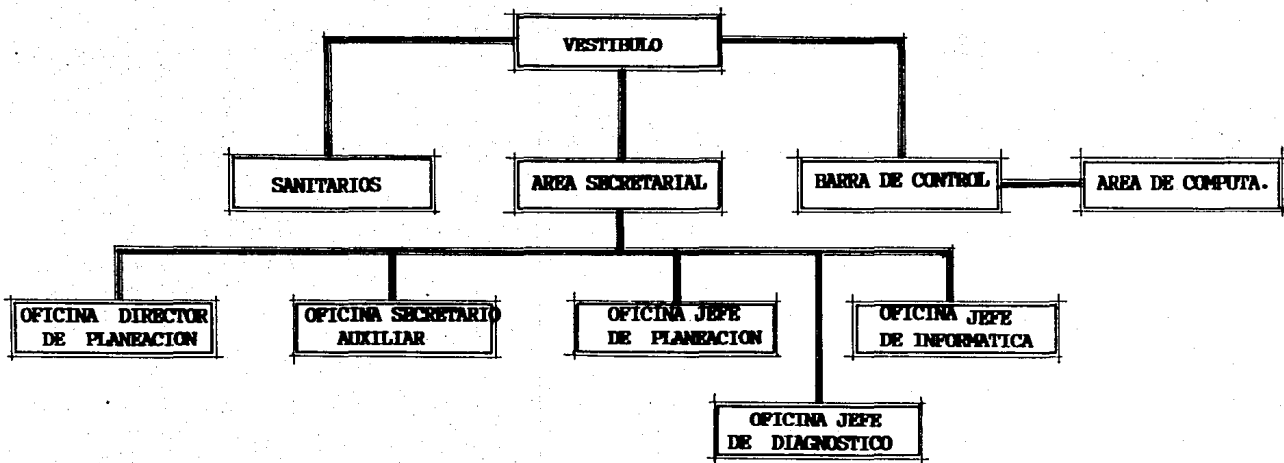 VESTIBULO
SANITARIOS
AREA SECRETARIAL
BARRA DE CONTROL
AREA DE COMPUTA.
OFICINA DIRECTOR
DE PLANEACION
OFICINA SECRETARIO
AUXILIAR
OFICINA JEFE
DE PLANEACION
OFICINA JEFE
DE INFORMATICA
OFICINA JEFE
DE DIAGNOSTICO